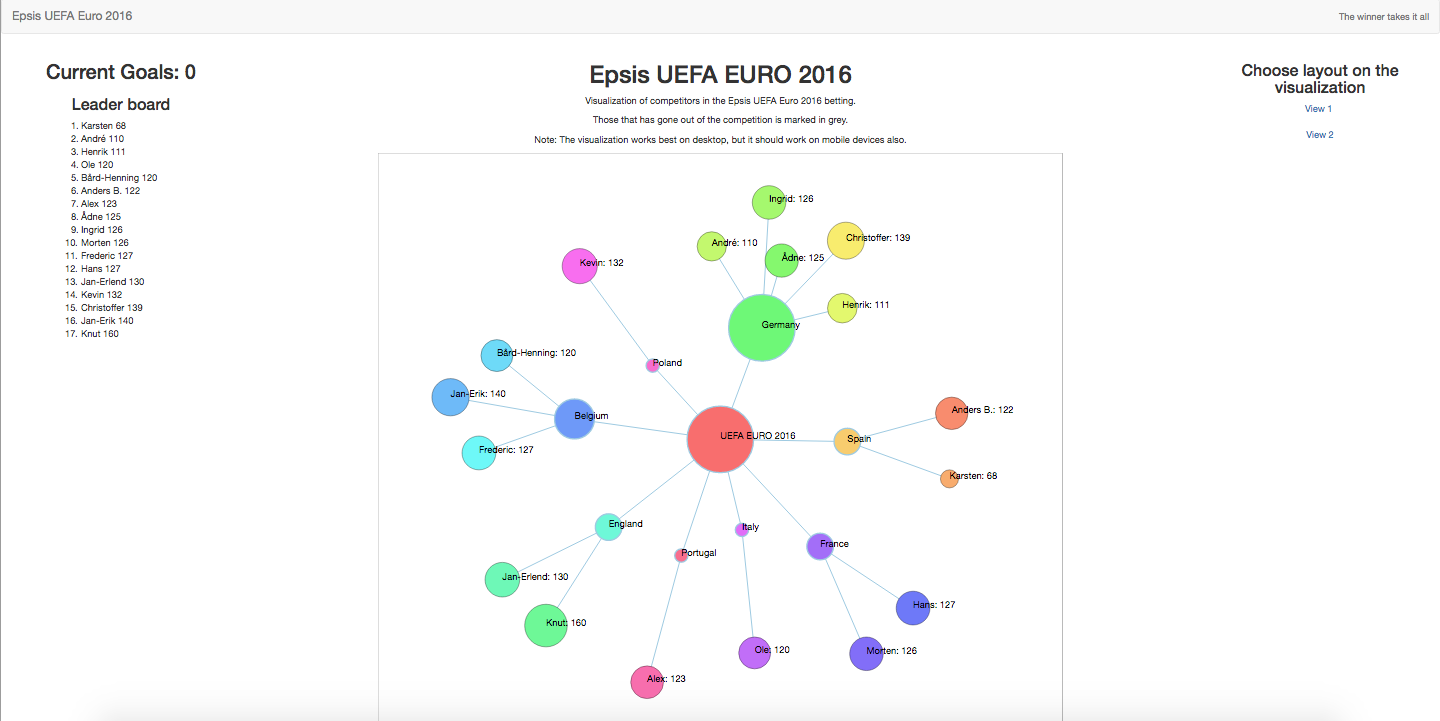 Epsis UEFA Euro 2016
The winner takes it all
Current Goals: 0
Leader board
1. Karsten 68
2. André 110
3. Henrik 111
4. Ole 120
5. Bård-Henning 120
6. Anders B. 122
7. Alex 123
8. Ådne 125
9. Ingrid 126
10. Morten 126
11. Frederic 127
12. Hans 127
13. Jan-Erlend 130
14. Kevin 132
15. Christoffer 139
16. Jan-Erik 140
17. Knut 160
Epsis UEFA EURO 2016
Visualization of competitors in the Epsis UEFA Euro 2016 betting.
Those that has gone out of the competition is marked in grey.
Note: The visualization works best on desktop, but it should work on mobile devices also.
Choose layout on the
visualization
View 1
View 2
Ingrid: 126
Christoffer: 139
André: 110
Ådne: 125
Kevin: 132
Henrik: 111
Germany
Bård-Henning: 120
Poland
Jan-Erik: 140
Belgium
Anders B.: 122
UEFA EURO 2016
Spain
Frederic: 127
Karsten: 68
England
Italy
Portugal
France
Jan-Erlend: 130
Hans: 127
Knut: 160
Ole: 120
Morten: 126
Alex: 123